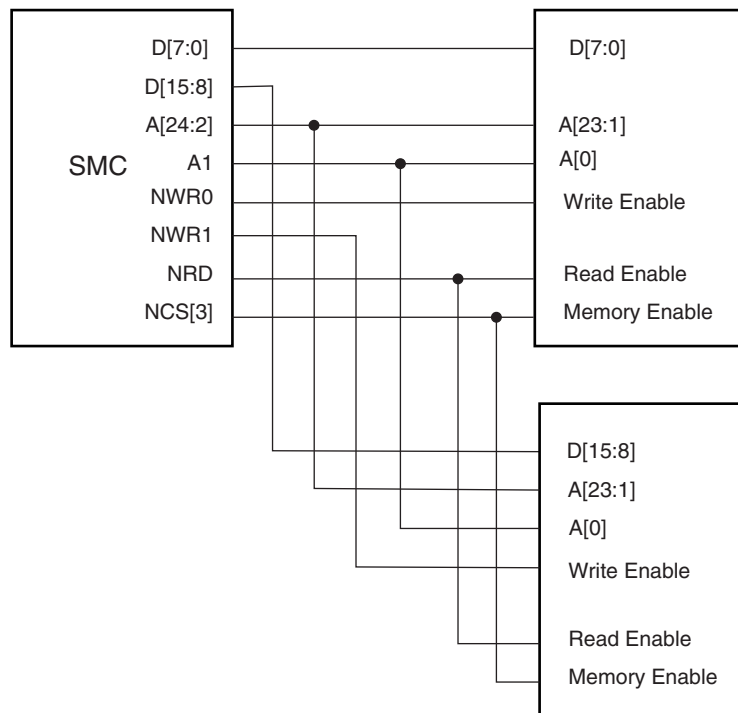 SMC
D[7:0]
D[15:8]
A[24:2]
A1
NWR0
NWR1
NRD
NCS[3]
D[7:0]
A[23:1]
A[0]
Write Enable
Read Enable
Memory Enable
D[15:8]
A[23:1]
A[0]
Write Enable
Read Enable
Memory Enable